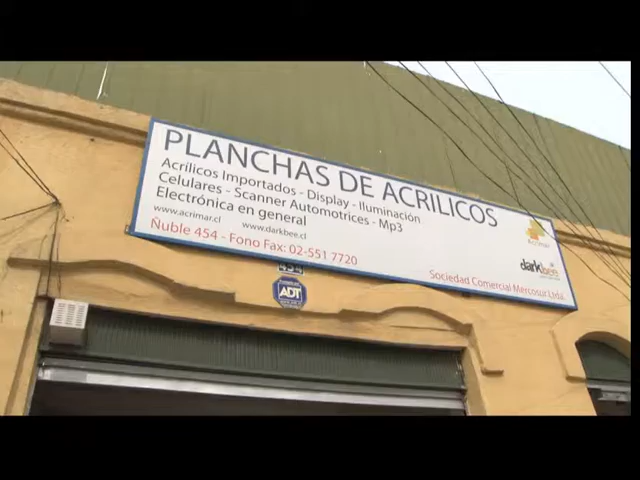 PLANCHAS DE ACRILICOS
Acrílicos Importados - Display - Iluminación
Celulares - Scanner Automotrices - Mp3
Electrónica en general
www.acrimar.cl www.darkbee.cl
Ñuble 454 - Fono Fax: 02-551 7720
Acrimar
darkbee
Sociedad Comercial Mercosur Ltda.
454
ADT